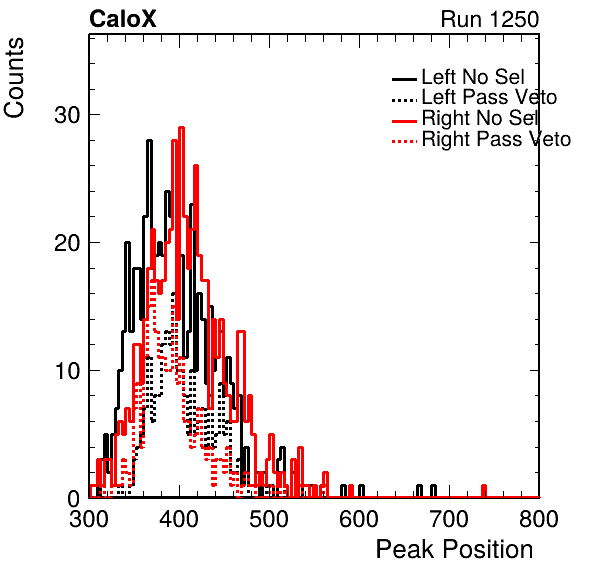 CaloX Run 1250
Counts
Left No Sel
Left Pass Veto
Right No Sel
Right Pass Veto
30
20
10
0
300 400 500 600 700 800
Peak Position